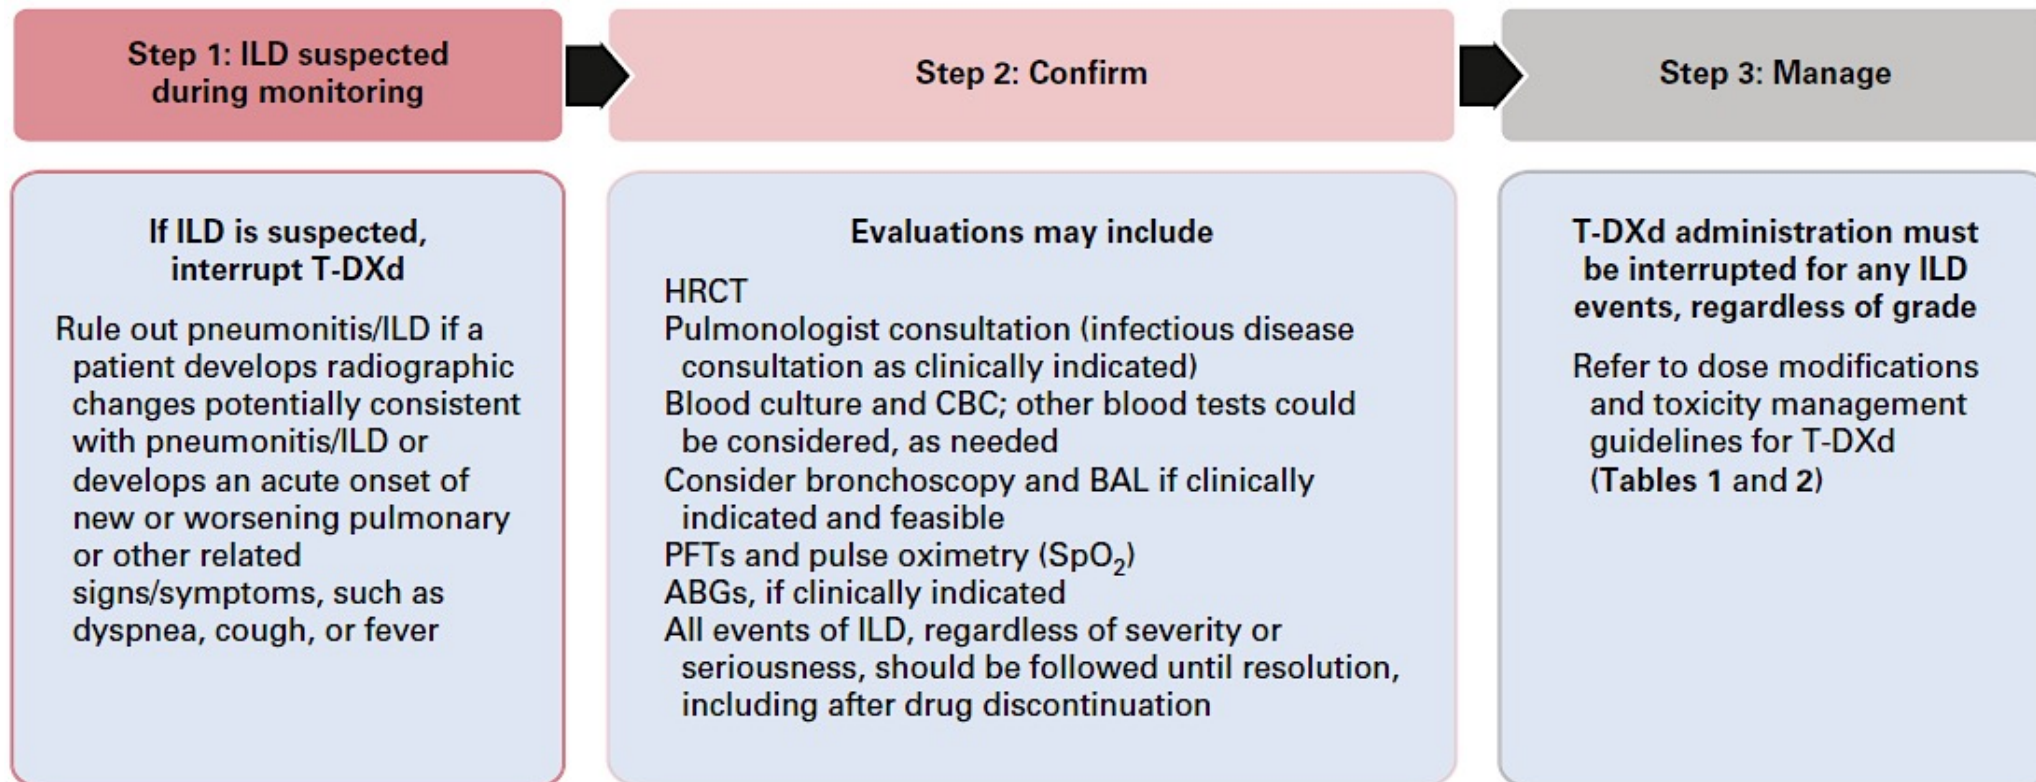 Step 1: ILD suspected
during monitoring
Step 2: Confirm
Step 3: Manage
If ILD is suspected,
interrupt T-DXd
Rule out pneumonitis/ILD if a
patient develops radiographic
changes potentially consistent
with pneumonitis/ILD or
develops an acute onset of
new or worsening pulmonary
or other related
signs/symptoms, such as
dyspnea, cough, or fever
Evaluations may include
HRCT
Pulmonologist consultation (infectious disease
consultation as clinically indicated)
Blood culture and CBC; other blood tests could
be considered, as needed
Consider bronchoscopy and BAL if clinically
indicated and feasible
PFTs and pulse oximetry (SpO₂)
ABGs, if clinically indicated
All events of ILD, regardless of severity or
seriousness, should be followed until resolution,
including after drug discontinuation
T-DXd administration must
be interrupted for any ILD
events, regardless of grade
Refer to dose modifications
and toxicity management
guidelines for T-DXd
(Tables 1 and 2)